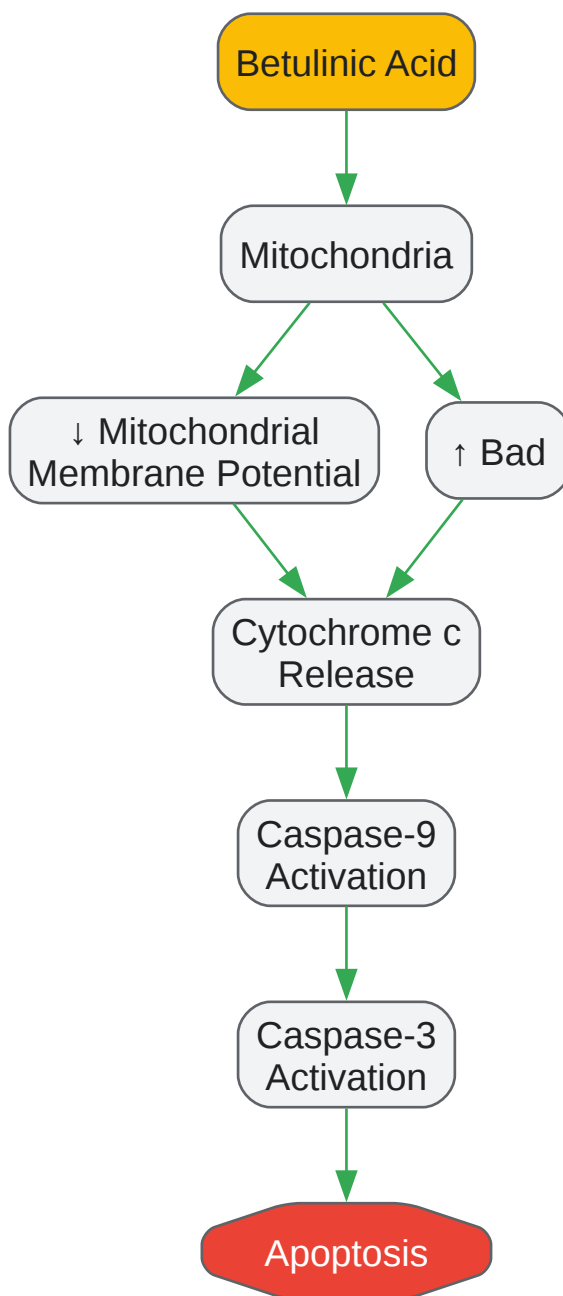 Betulinic Acid
Mitochondria
↓ Mitochondrial
Membrane Potential
↑ Bad
Cytochrome c
Release
Caspase-9
Activation
Caspase-3
Activation
Apoptosis